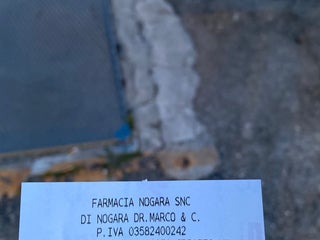 FARMACIA NOGARA SNC
DI NOGARA DR.MARCO & C.
P.IVA 03582400242